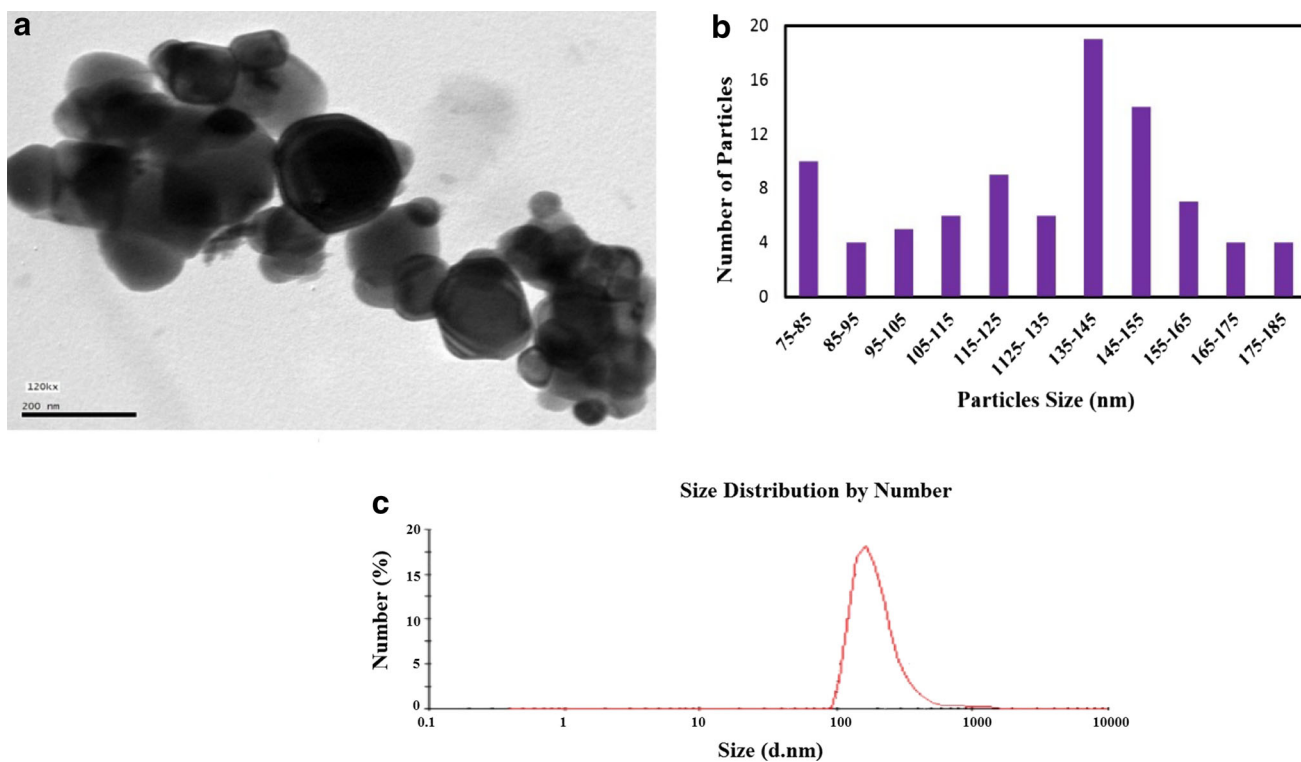 a
120kx
200 nm
b
Number of Particles
20
16
12
8
4
0
75-85
85-95
95-105
105-115
115-125
1125- 135
135-145
145-155
155-165
165-175
175-185
Particles Size (nm)
c
Size Distribution by Number
Number (%)
20
15
10
5
0
0.1
1
10
100
1000
10000
Size (d.nm)